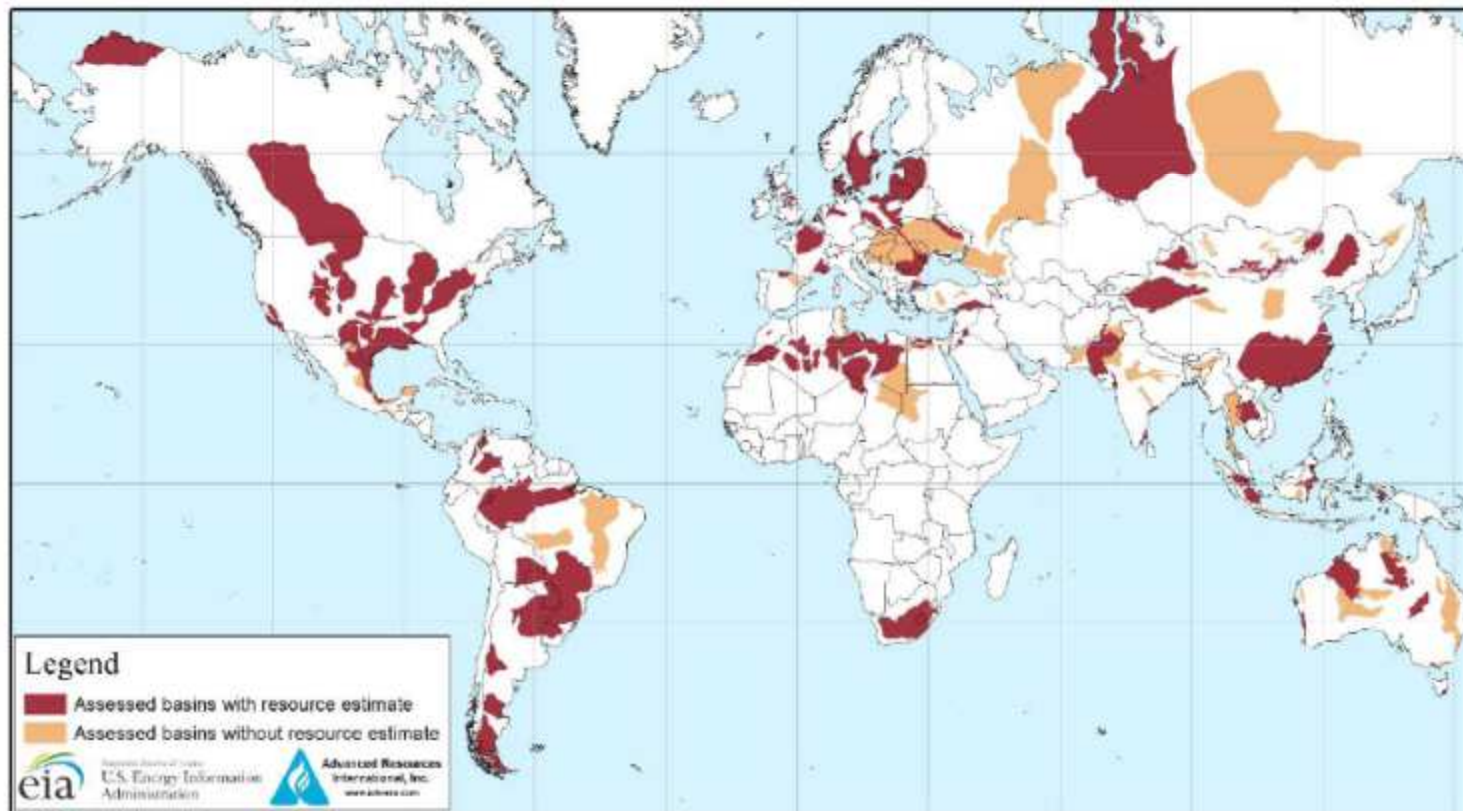 Legend
Assessed basins with resource estimate
Assessed basins without resource estimate
eia
U.S. Energy Information
Administration
Advanced Resources
International, Inc.